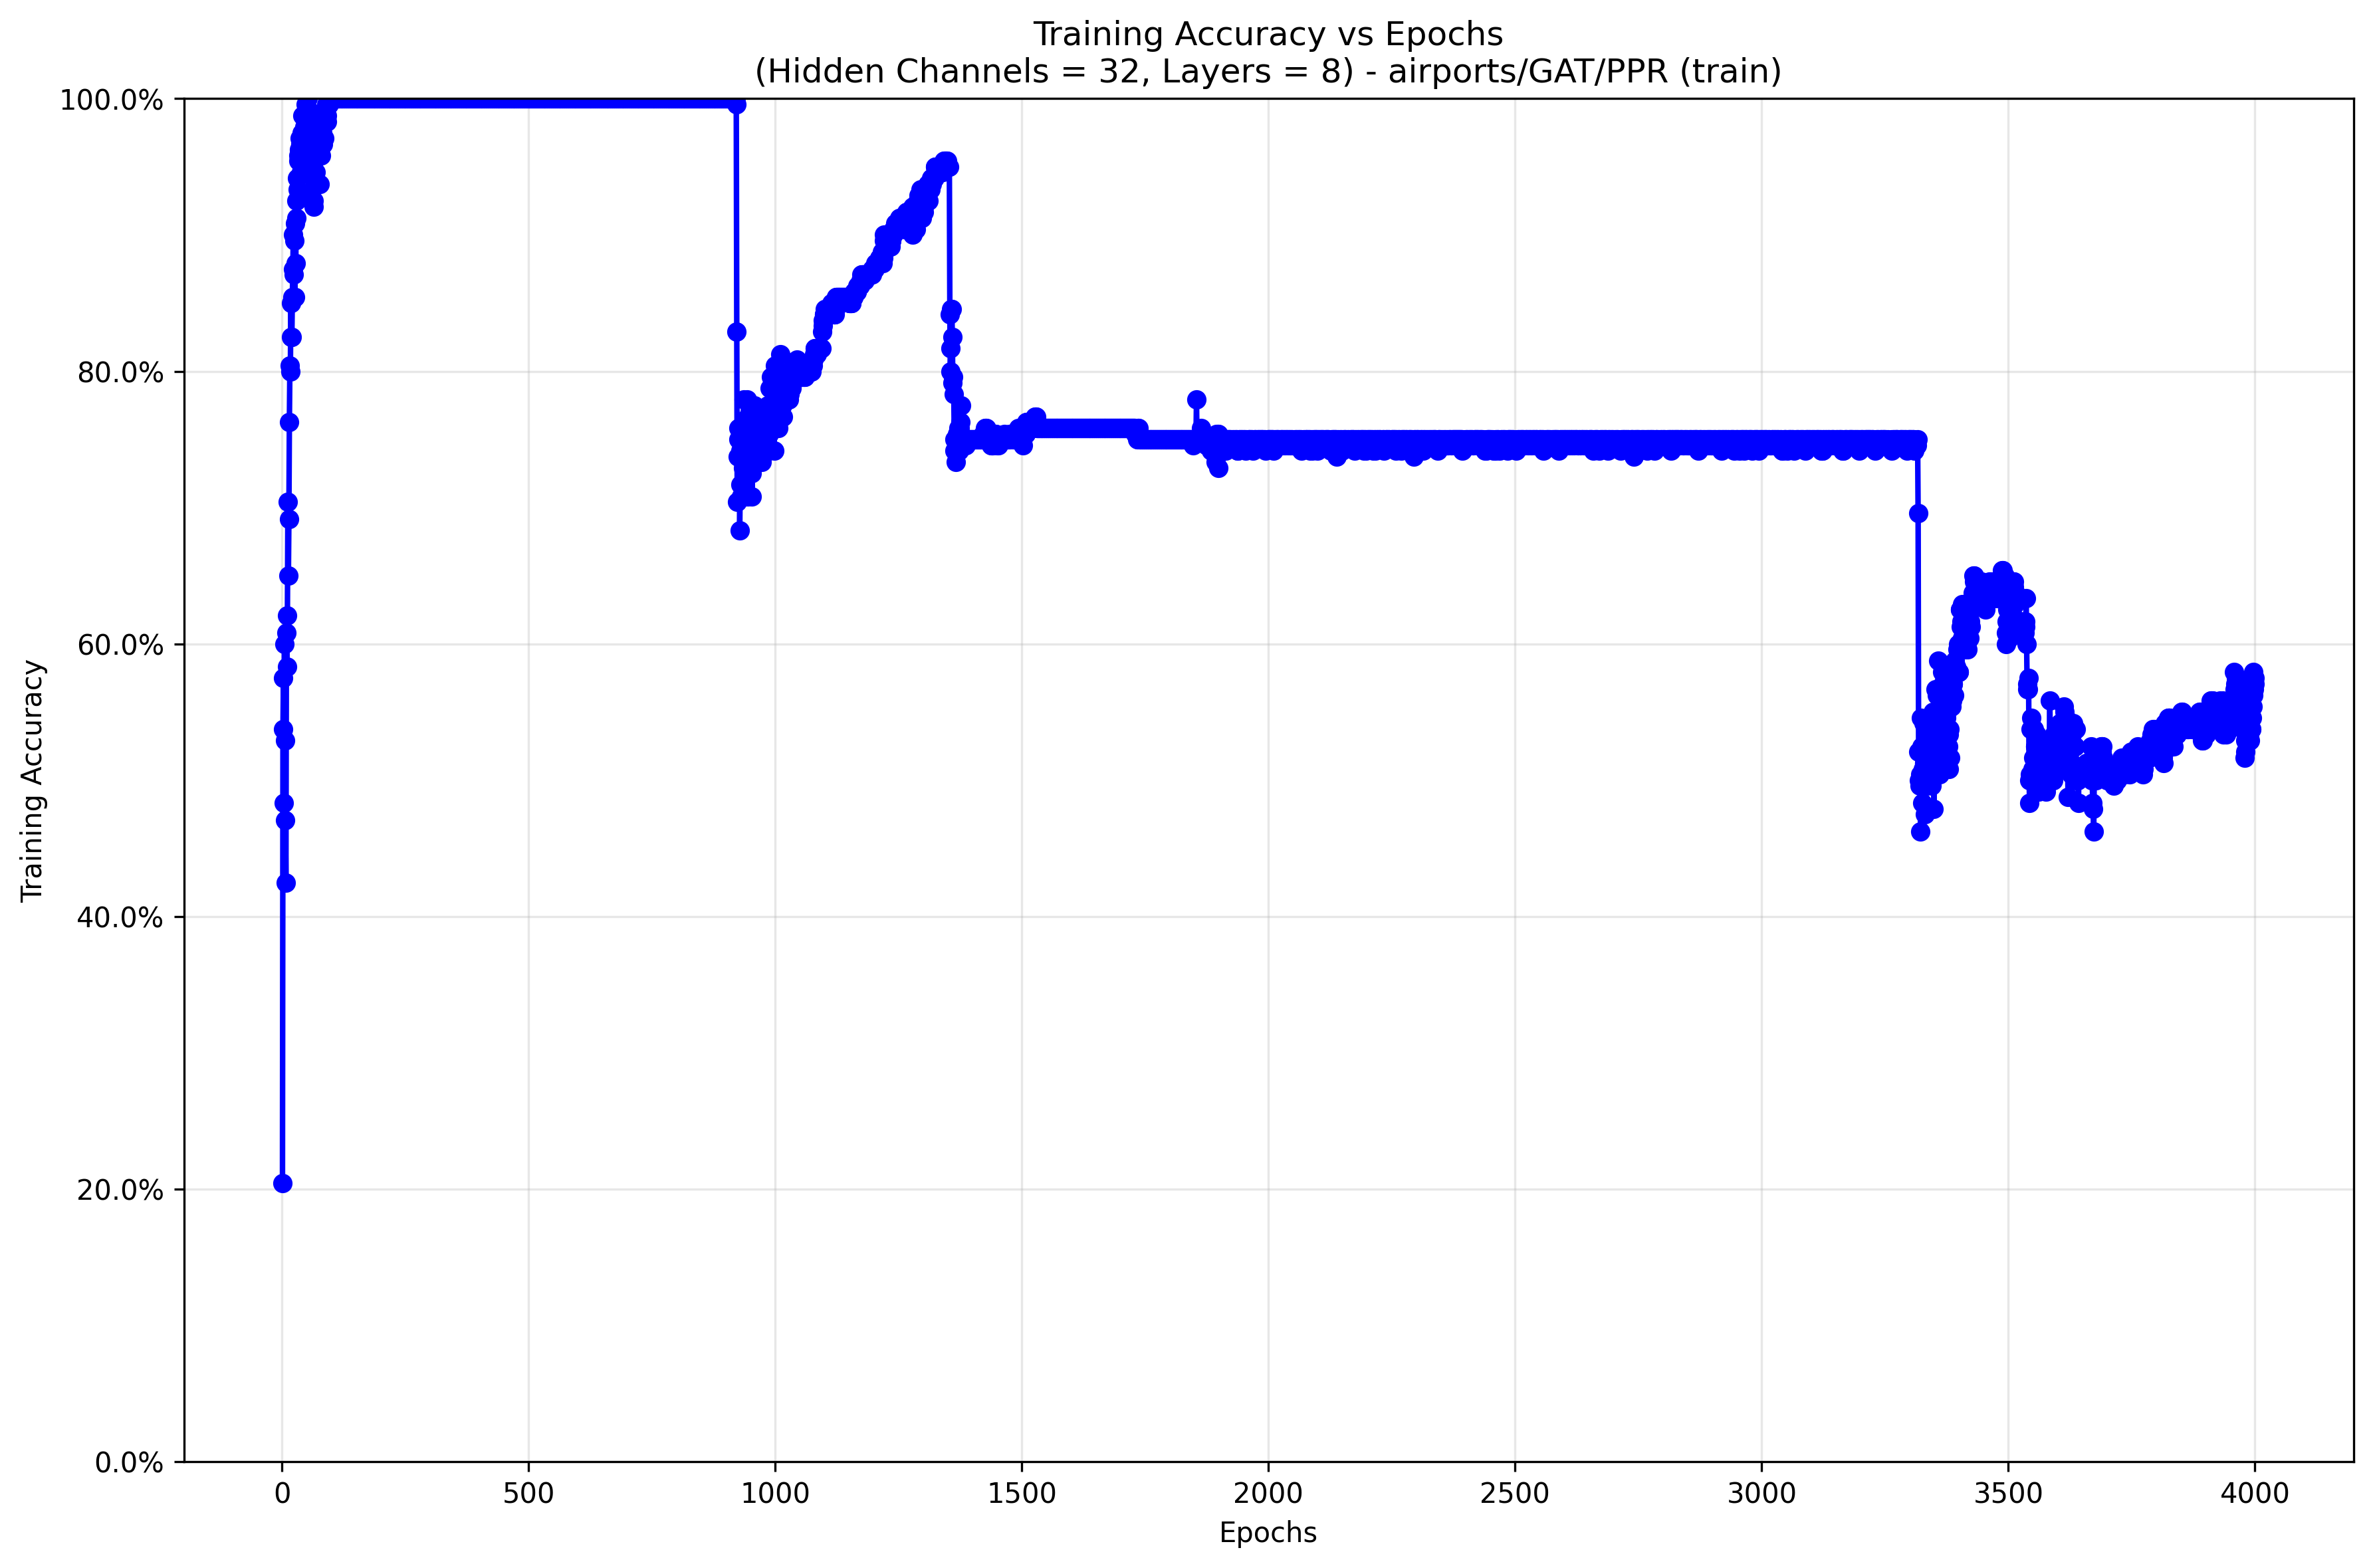 Training Accuracy vs Epochs
(Hidden Channels = 32, Layers = 8) - airports/GAT/PPR (train)
Training Accuracy
100.0%
80.0%
60.0%
40.0%
20.0%
0.0%
0 500 1000 1500 2000 2500 3000 3500 4000
Epochs